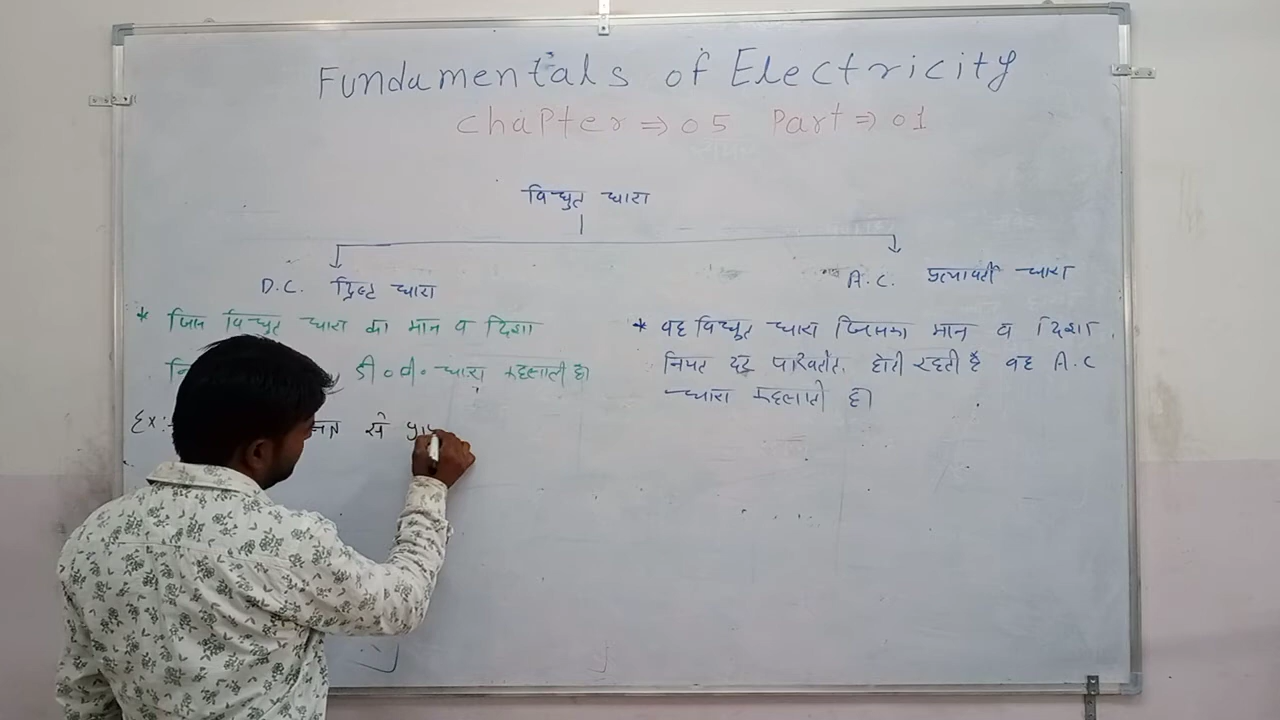 Fundamentals of Electricity
Chapter ⇒ 05 Part ⇒ 01
विद्युत धारा
D.C. दिष्ट धारा
A.C. प्रत्यावर्ती धारा
* जिस विद्युत धारा का मान व दिशा
डी०सी० धारा कहलाती है।
Ex:- से
* वह विद्युत धारा जिसका मान व दिशा
नियत दर परिवर्तित होती रहती है वह A.C
धारा कहलाती है।